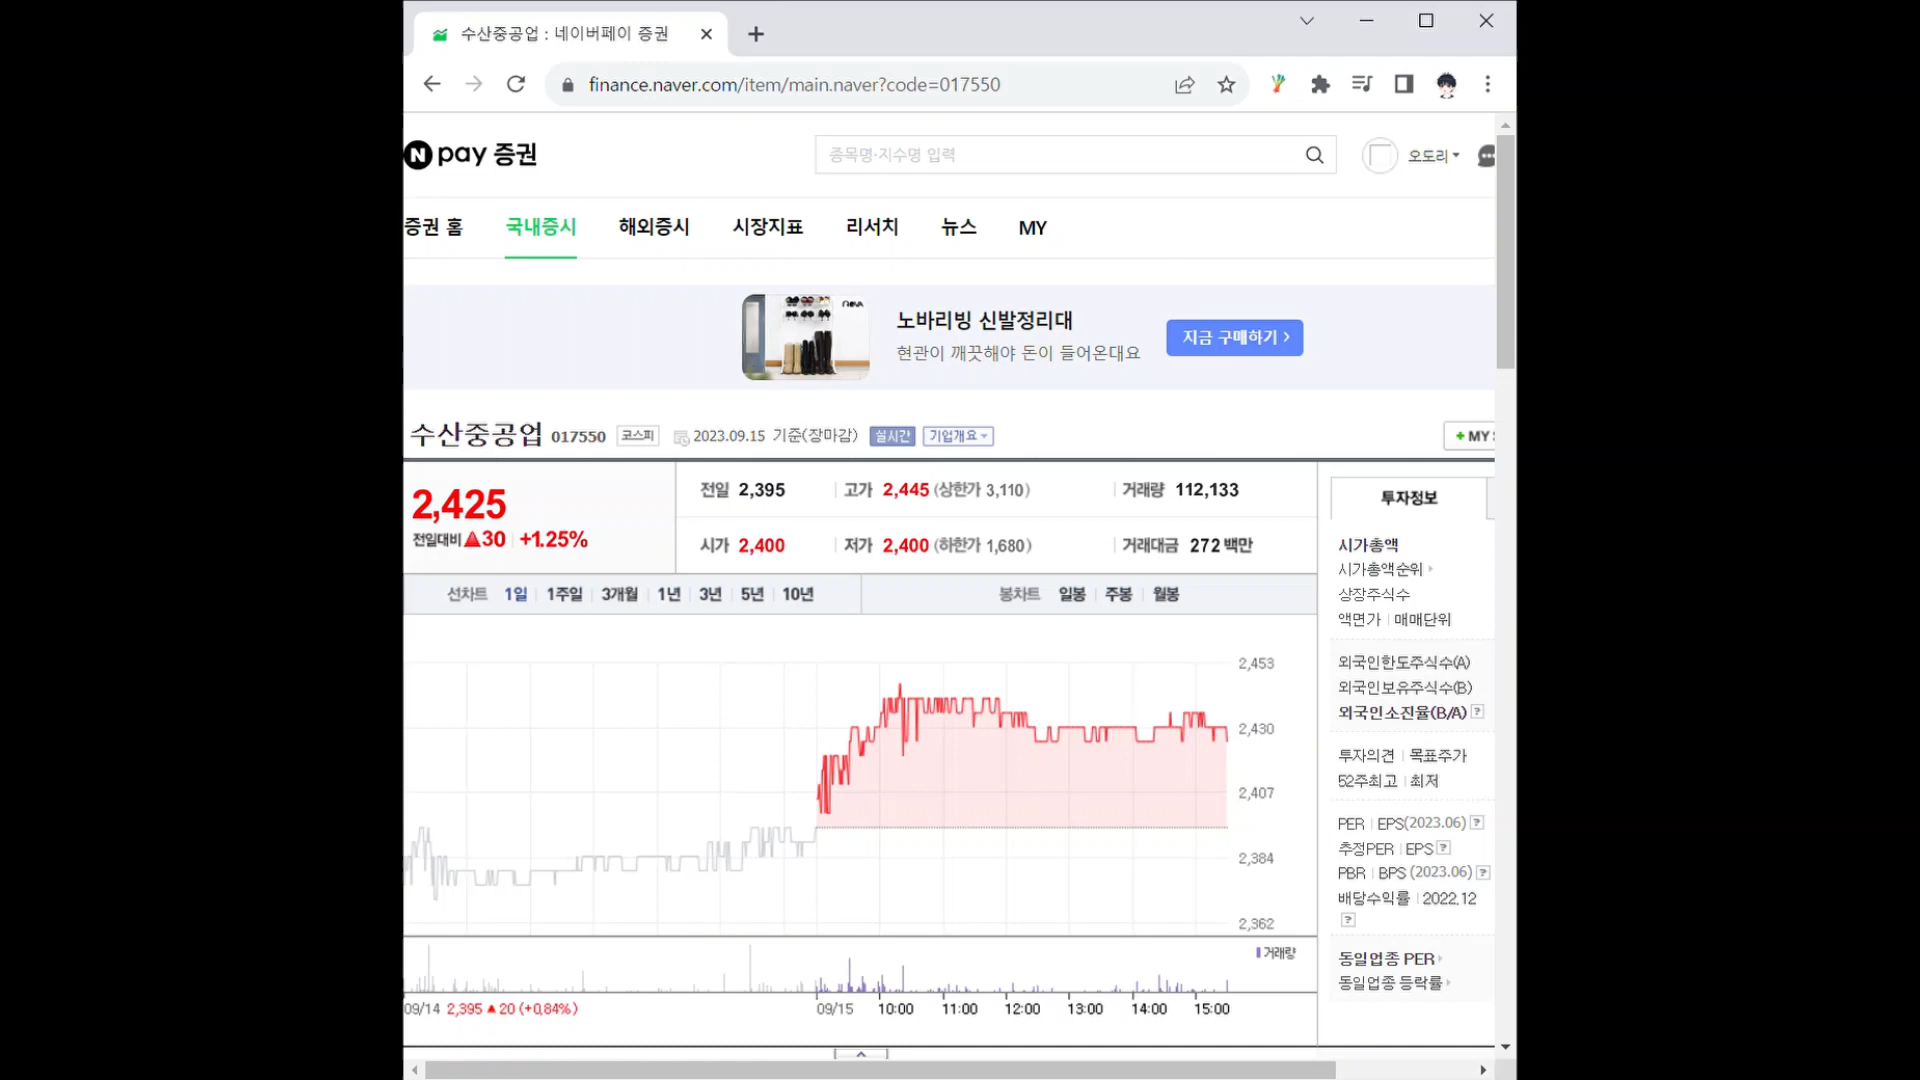 수산중공업 : 네이버페이 증권
finance.naver.com/item/main.naver?code=017550
N pay 증권
종목명·지수명 입력
오도리
증권 홈 국내증시 해외증시 시장지표 리서치 뉴스 MY
노바리빙 신발정리대
현관이 깨끗해야 돈이 들어온대요
지금 구매하기
수산중공업 017550 코스피 2023.09.15 기준(장마감) 실시간 기업개요
+ MY
2,425
전일대비 ▲30 +1.25%
전일 2,395 고가 2,445 (상한가 3,110) 거래량 112,133
시가 2,400 저가 2,400 (하한가 1,680) 거래대금 272 백만
선차트 1일 1주일 3개월 1년 3년 5년 10년 봉차트 일봉 주봉 월봉
2,453
2,430
2,407
2,384
2,362
거래량
09/14 2,395 ▲20 (+0.84%)
09/15 10:00 11:00 12:00 13:00 14:00 15:00
투자정보
시가총액
시가총액순위
상장주식수
액면가 매매단위
외국인한도주식수(A)
외국인보유주식수(B)
외국인소진율(B/A) ?
투자의견 목표주가
52주최고 최저
PER EPS(2023.06) ?
추정PER EPS ?
PBR BPS (2023.06) ?
배당수익률 2022.12
?
동일업종 PER
동일업종 등락률